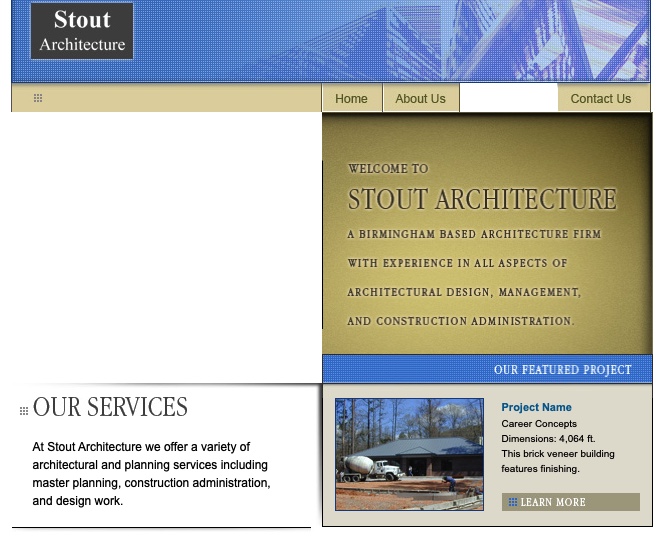 Stout
Architecture
Home
About Us
Contact Us
WELCOME TO
STOUT ARCHITECTURE
A BIRMINGHAM BASED ARCHITECTURE FIRM
WITH EXPERIENCE IN ALL ASPECTS OF
ARCHITECTURAL DESIGN, MANAGEMENT,
AND CONSTRUCTION ADMINISTRATION.
OUR FEATURED PROJECT
OUR SERVICES
At Stout Architecture we offer a variety of
architectural and planning services including
master planning, construction administration,
and design work.
Project Name
Career Concepts
Dimensions: 4,064 ft.
This brick veneer building
features finishing.
LEARN MORE